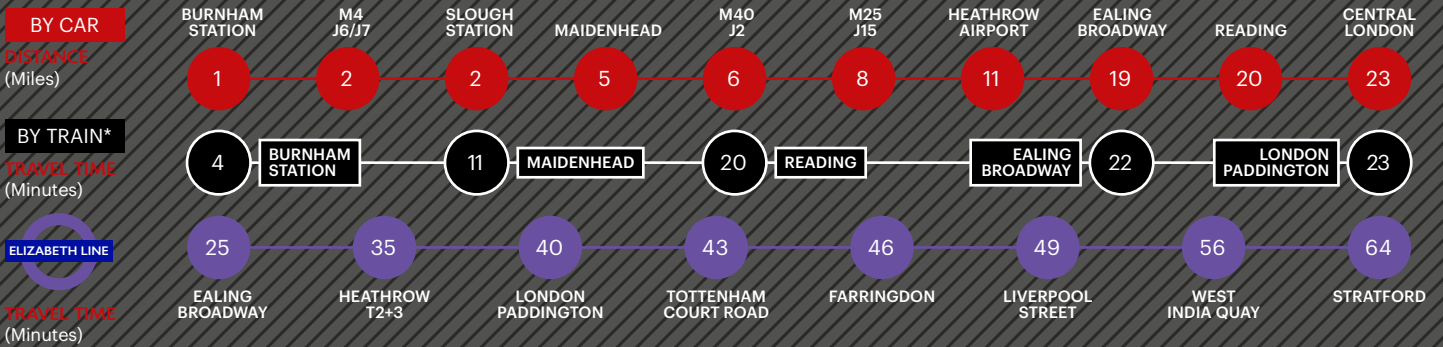 BY CAR
DISTANCE
(Miles)
BURNHAM
STATION
1
M4
J6/J7
2
SLOUGH
STATION
2
MAIDENHEAD
5
M40
J2
6
M25
J15
8
HEATHROW
AIRPORT
11
EALING
BROADWAY
19
READING
20
CENTRAL
LONDON
23
BY TRAIN*
TRAVEL TIME
(Minutes)
4
BURNHAM
STATION
11
MAIDENHEAD
20
READING
EALING
BROADWAY
22
LONDON
PADDINGTON
23
ELIZABETH LINE
TRAVEL TIME
(Minutes)
25
EALING
BROADWAY
35
HEATHROW
T2+3
40
LONDON
PADDINGTON
43
TOTTENHAM
COURT ROAD
46
FARRINGDON
49
LIVERPOOL
STREET
56
WEST
INDIA QUAY
64
STRATFORD